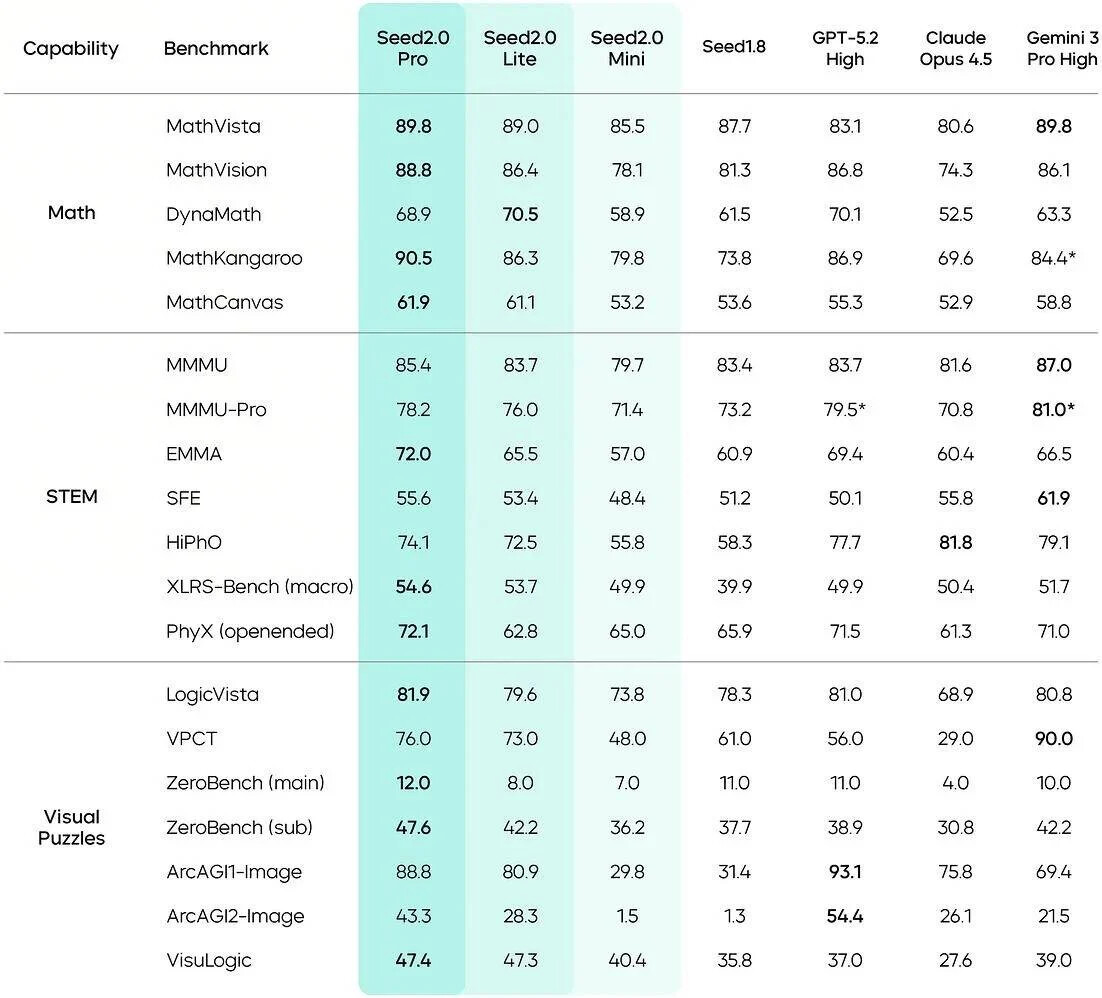 Capability Benchmark Seed2.0 Pro Seed2.0 Lite Seed2.0 Mini Seed1.8 GPT-5.2 High Claude Opus 4.5 Gemini 3 Pro High
Math
MathVista 89.8 89.0 85.5 87.7 83.1 80.6 89.8
MathVision 88.8 86.4 78.1 81.3 86.8 74.3 86.1
DynaMath 68.9 70.5 58.9 61.5 70.1 52.5 63.3
MathKangaroo 90.5 86.3 79.8 73.8 86.9 69.6 84.4*
MathCanvas 61.9 61.1 53.2 53.6 55.3 52.9 58.8
STEM
MMMU 85.4 83.7 79.7 83.4 83.7 81.6 87.0
MMMU-Pro 78.2 76.0 71.4 73.2 79.5* 70.8 81.0*
EMMA 72.0 65.5 57.0 60.9 69.4 60.4 66.5
SFE 55.6 53.4 48.4 51.2 50.1 55.8 61.9
HiPhO 74.1 72.5 55.8 58.3 77.7 81.8 79.1
XLRS-Bench (macro) 54.6 53.7 49.9 39.9 49.9 50.4 51.7
PhyX (openended) 72.1 62.8 65.0 65.9 71.5 61.3 71.0
Visual Puzzles
LogicVista 81.9 79.6 73.8 78.3 81.0 68.9 80.8
VPCT 76.0 73.0 48.0 61.0 56.0 29.0 90.0
ZeroBench (main) 12.0 8.0 7.0 11.0 11.0 4.0 10.0
ZeroBench (sub) 47.6 42.2 36.2 37.7 38.9 30.8 42.2
ArcAGI1-Image 88.8 80.9 29.8 31.4 93.1 75.8 69.4
ArcAGI2-Image 43.3 28.3 1.5 1.3 54.4 26.1 21.5
VisuLogic 47.4 47.3 40.4 35.8 37.0 27.6 39.0